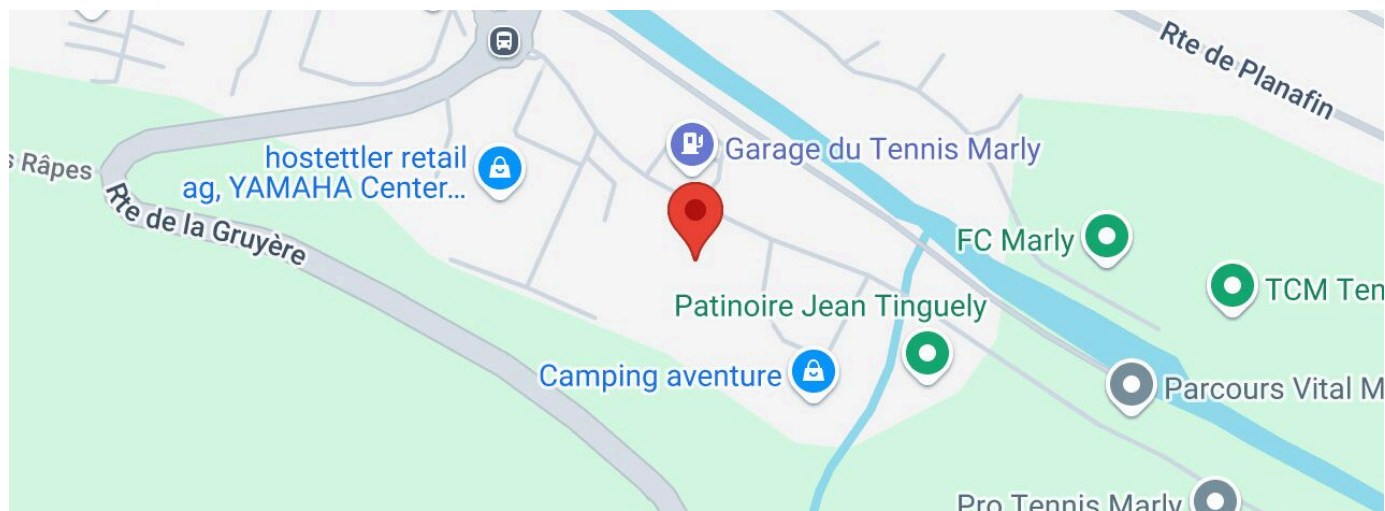 Rte de Planafin
Garage du Tennis Marly
hostettler retail
ag, YAMAHA Center...
s Râpes
Rte de la Gruyère
FC Marly
TCM Ten
Patinoire Jean Tinguely
Camping aventure
Parcours Vital M
Pro Tennis Marly